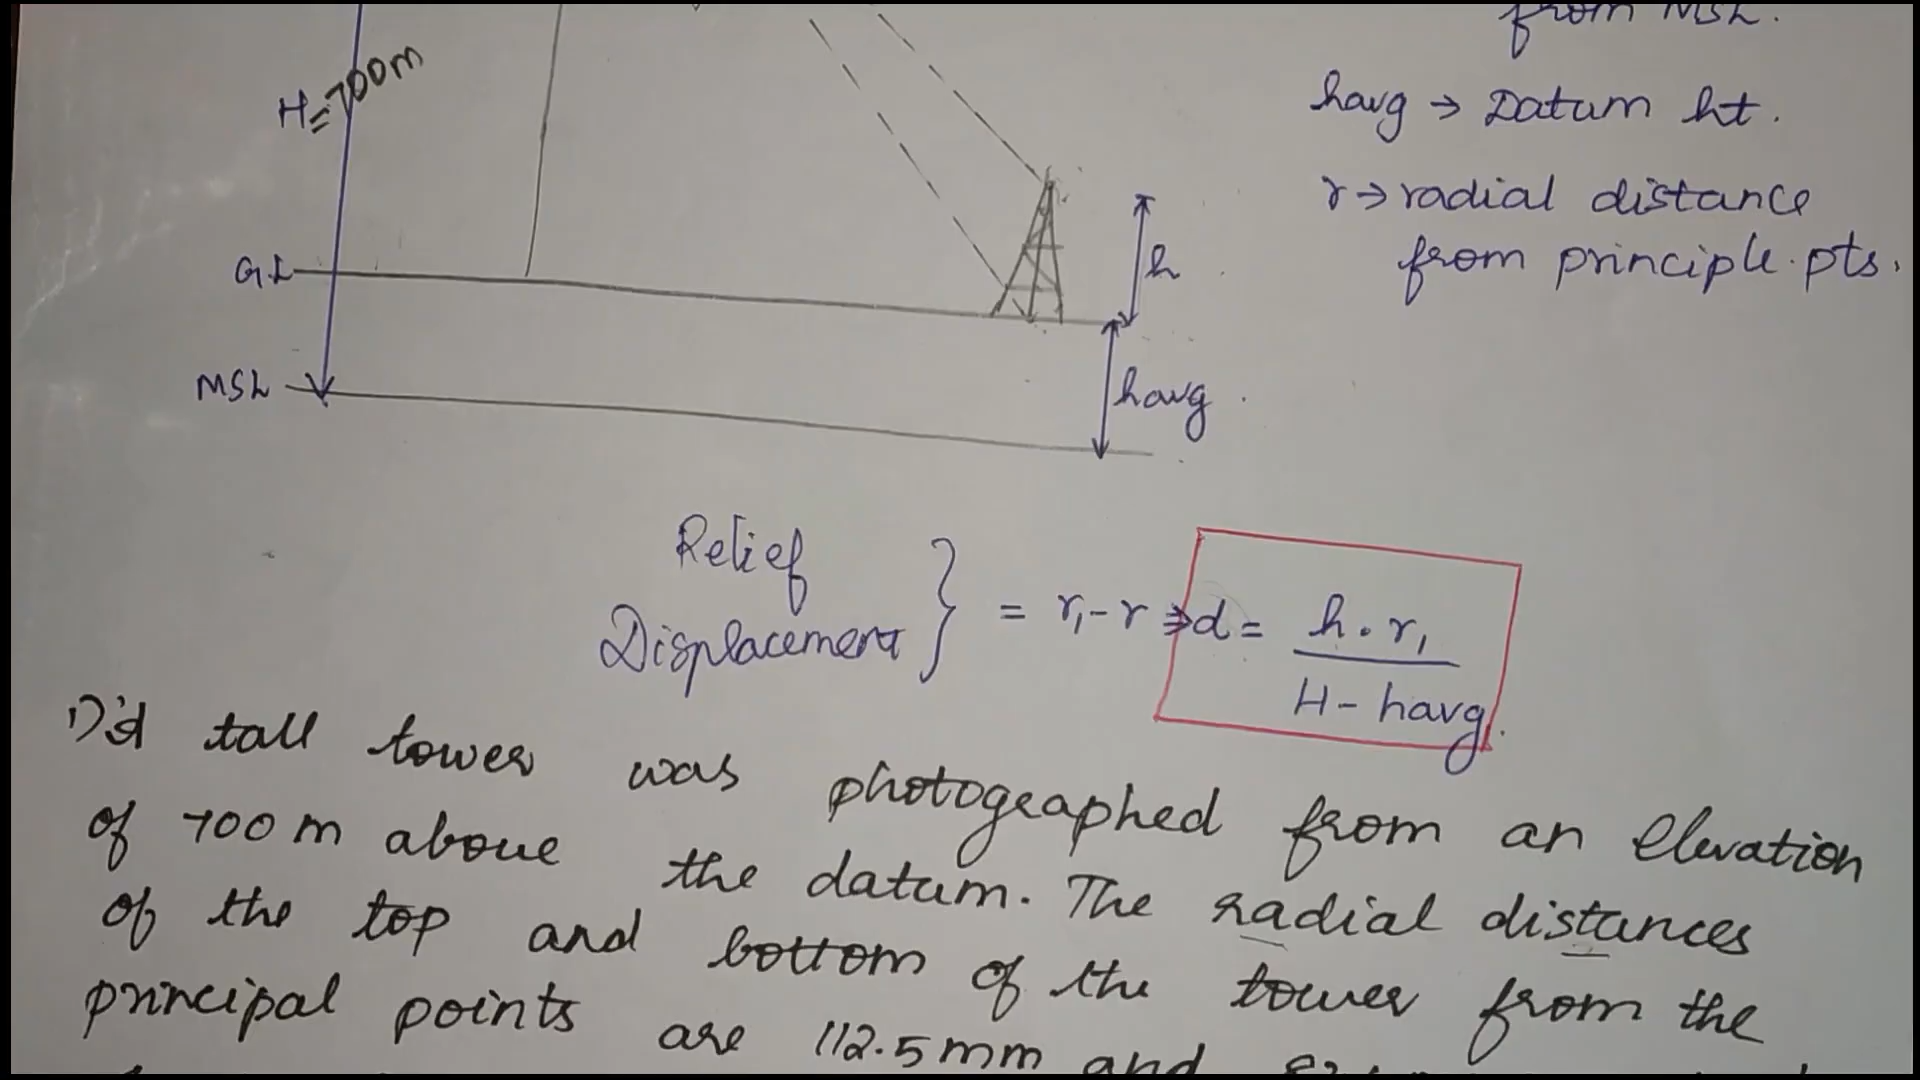 from MSL.
H=700m
havg → Datum ht.
r → radial distance
from principle pts.
G.L
h
MSL
havg
Relief
Displacement } = r₁ - r ⇒ d = h . r₁
H - havg.
1) A tall tower was photographed from an elevation
of 700 m above the datum. The radial distances
of the top and bottom of the tower from the
principal points are 112.5 mm and